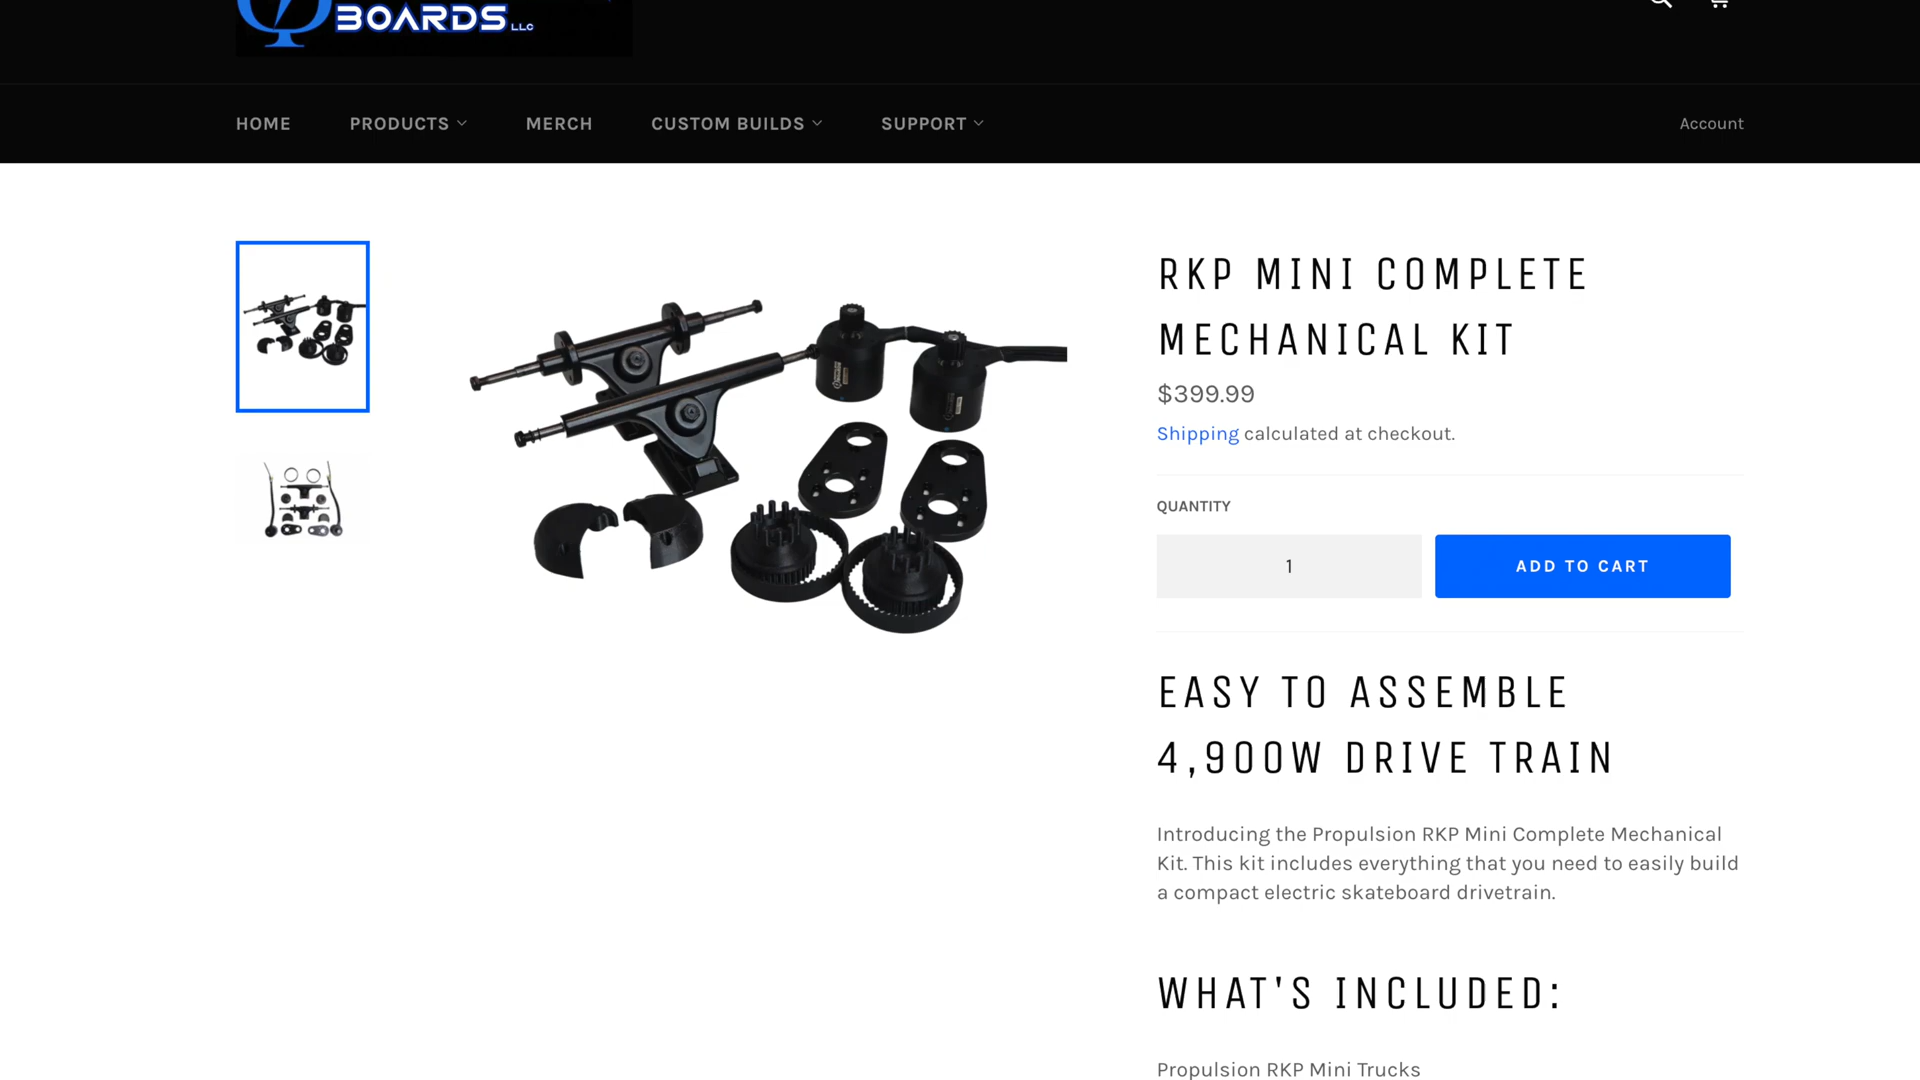 BOARDS LLC
HOME PRODUCTS MERCH CUSTOM BUILDS SUPPORT Account
RKP MINI COMPLETE
MECHANICAL KIT
$399.99
Shipping calculated at checkout.
QUANTITY
1 ADD TO CART
EASY TO ASSEMBLE
4,900W DRIVE TRAIN
Introducing the Propulsion RKP Mini Complete Mechanical
Kit. This kit includes everything that you need to easily build
a compact electric skateboard drivetrain.
WHAT'S INCLUDED:
Propulsion RKP Mini Trucks